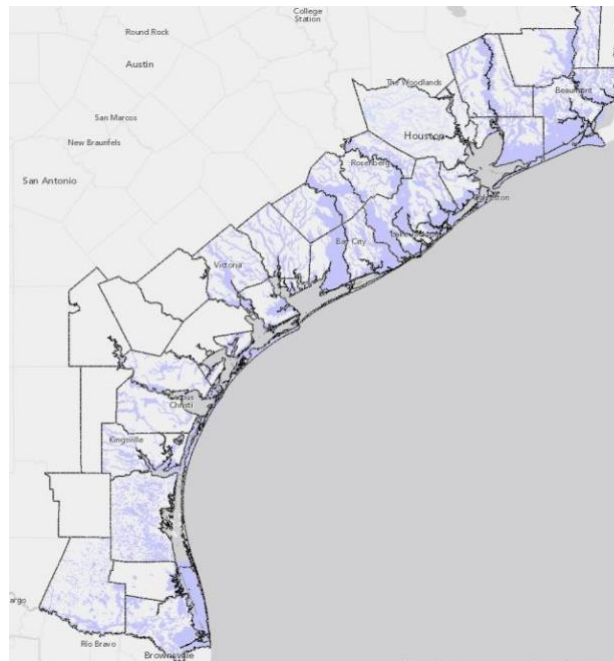 College
Station
Round Rock
Austin
The Woodlands
Beaumont
San Marcos
Houston
New Braunfels
Rosenberg
San Antonio
Bay City
Victoria
Christi
Kingsville
Rio Bravo
Brownsville